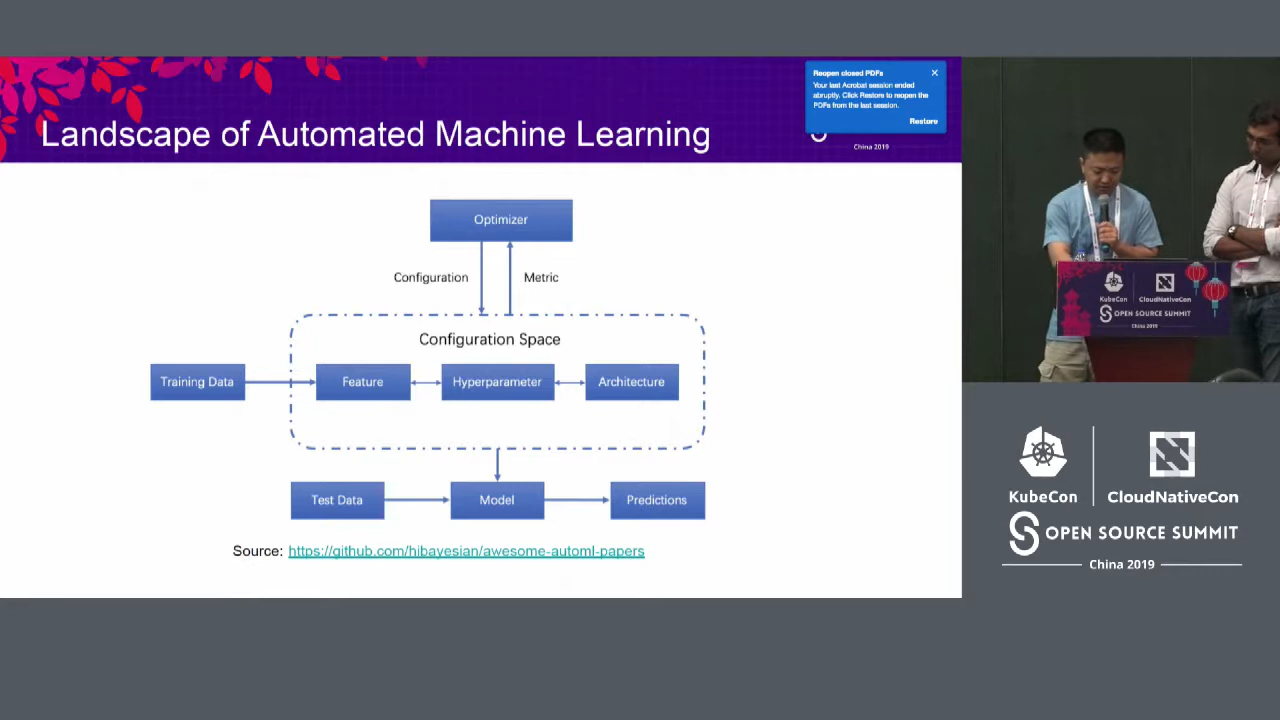 Landscape of Automated Machine Learning
Reopen closed PDFs
Your last Acrobat session ended
abruptly. Click Restore to reopen the
PDFs from the last session.
Restore
China 2019
Optimizer
Configuration
Metric
Configuration Space
Training Data
Feature
Hyperparameter
Architecture
Test Data
Model
Predictions
Source: https://github.com/hibayesian/awesome-automl-papers
KubeCon
CloudNativeCon
OPEN SOURCE SUMMIT
China 2019
KubeCon
CloudNativeCon
OPEN SOURCE SUMMIT
China 2019